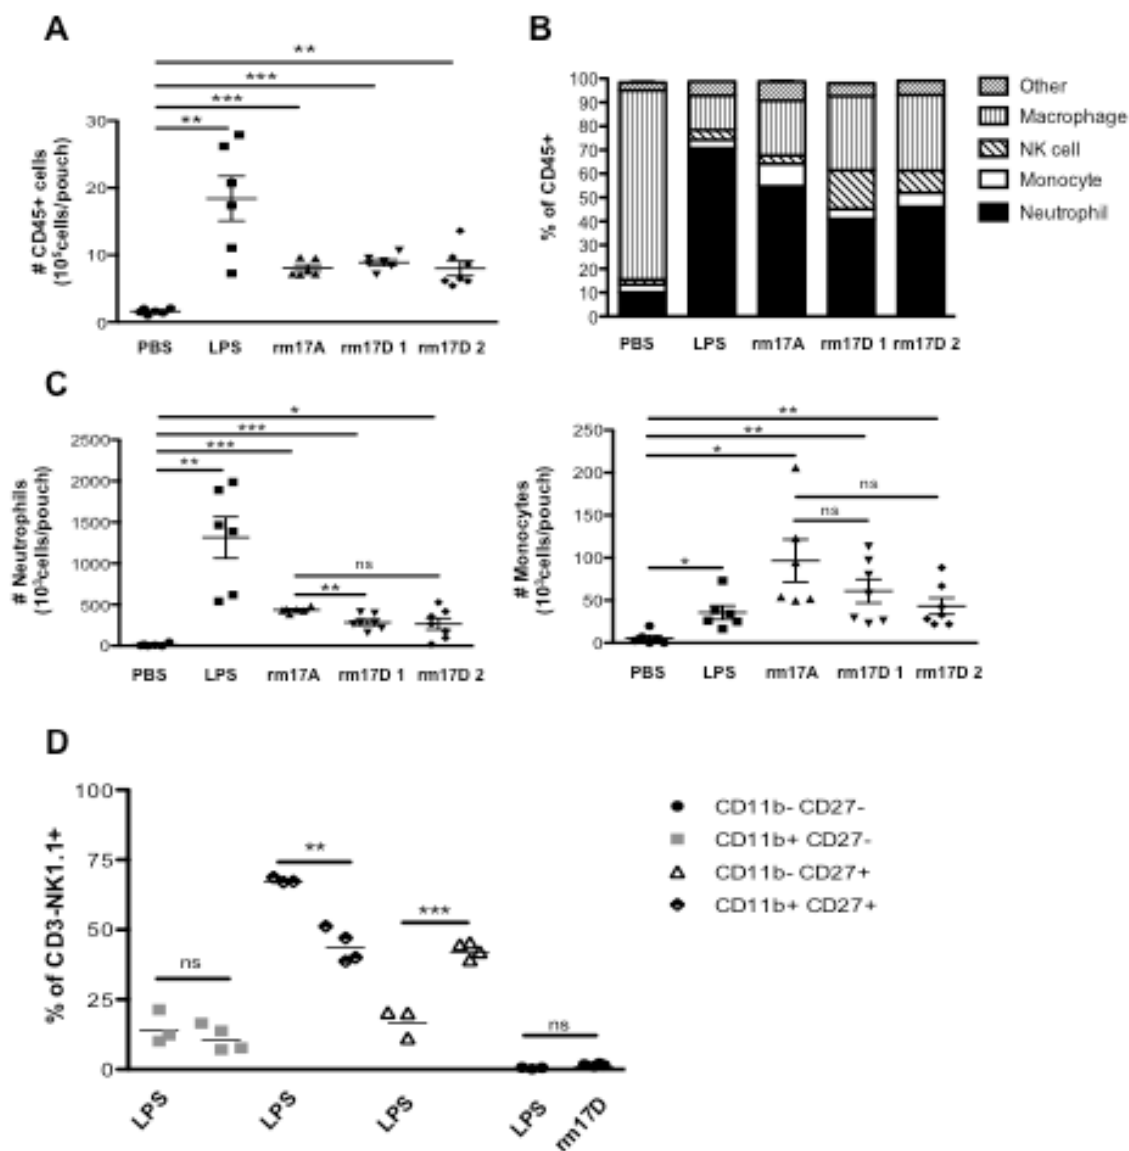 A
**
***
***
**
# CD45+ cells
(10⁵cells/pouch)
30
20
10
0
PBS LPS rm17A rm17D 1 rm17D 2
B
% of CD45+
100
90
80
70
60
50
40
30
20
10
0
PBS LPS rm17A rm17D 1 rm17D 2
Other
Macrophage
NK cell
Monocyte
Neutrophil
C
*
***
***
**
ns
**
# Neutrophils
(10³cells/pouch)
2500
2000
1500
1000
500
0
PBS LPS rm17A rm17D 1 rm17D 2
**
**
*
ns
ns
*
# Monocytes
(10³cells/pouch)
250
200
150
100
50
0
PBS LPS rm17A rm17D 1 rm17D 2
D
% of CD3-NK1.1+
100
75
50
25
0
ns
**
***
ns
LPS
LPS
LPS
LPS
rm17D
CD11b- CD27-
CD11b+ CD27-
CD11b- CD27+
CD11b+ CD27+